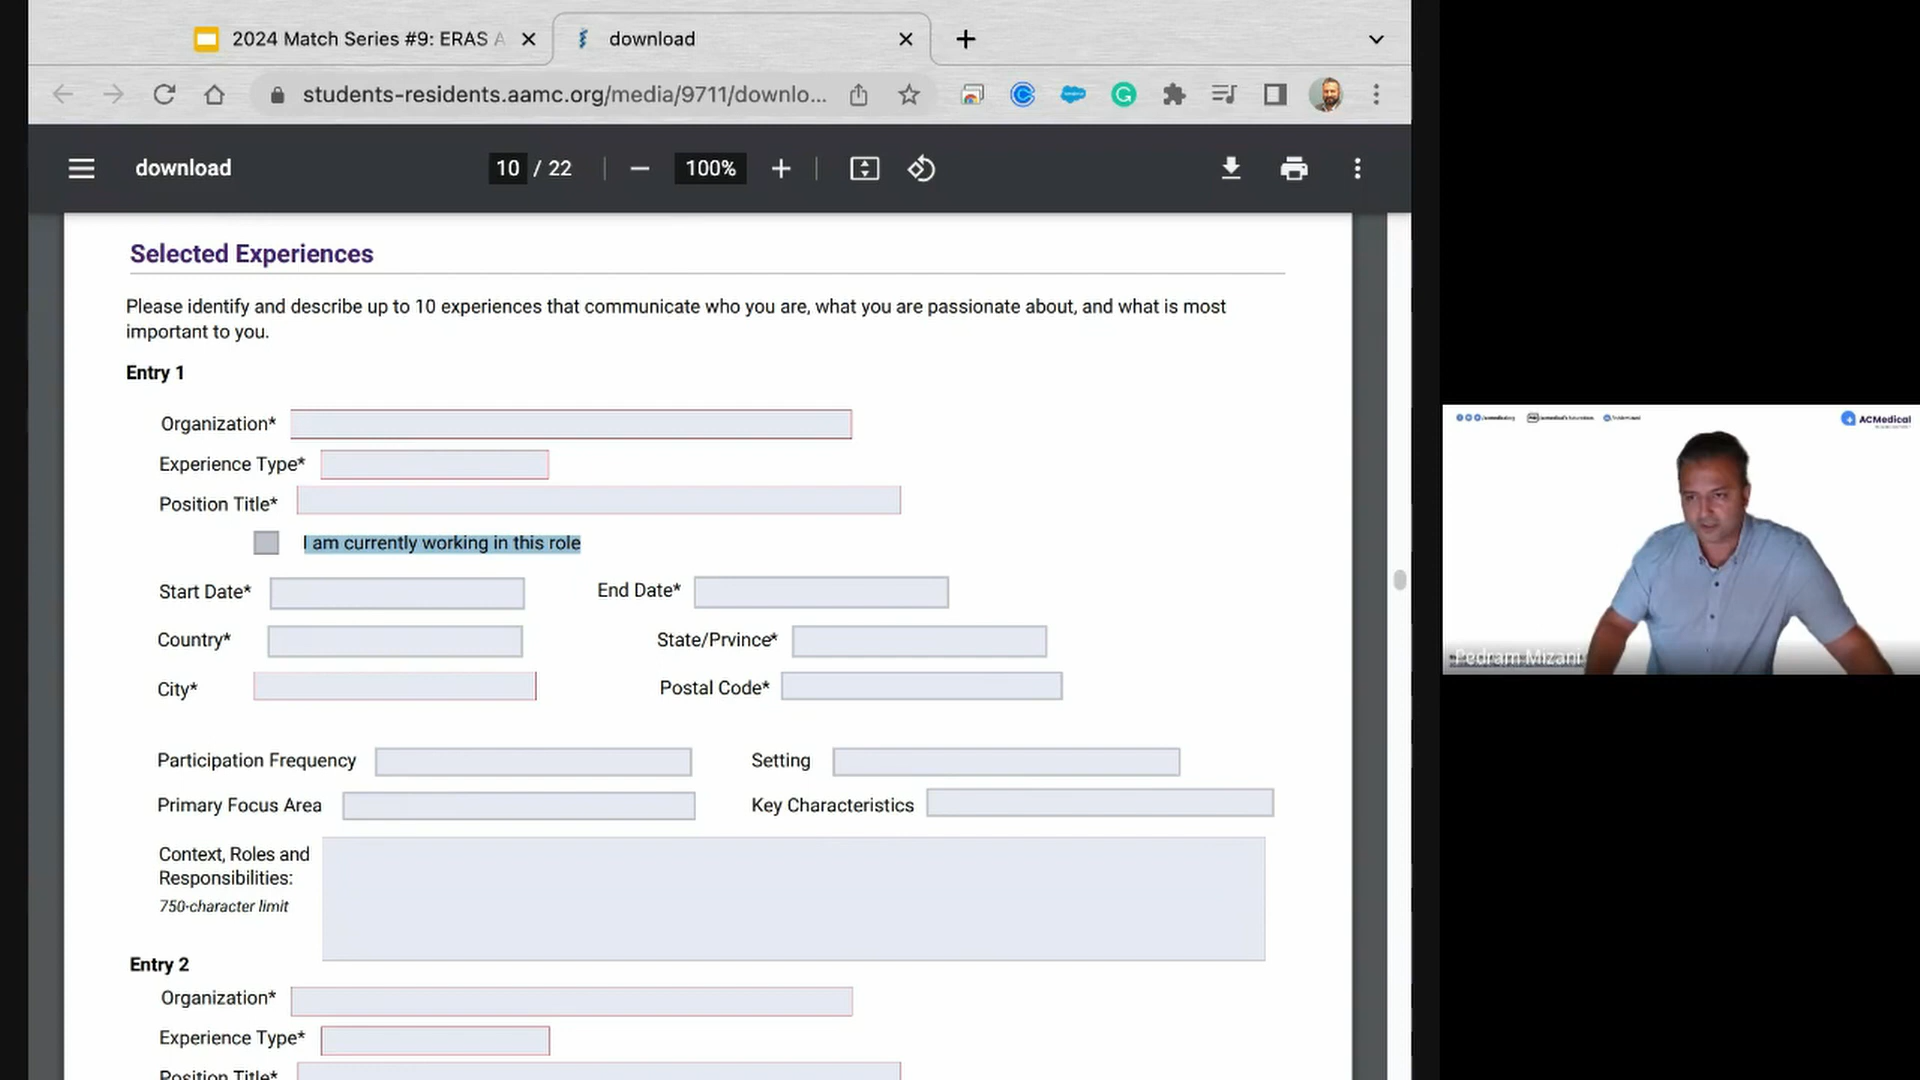 2024 Match Series #9: ERAS A
download
students-residents.aamc.org/media/9711/downlo...
download
10 / 22
100%
Selected Experiences
Please identify and describe up to 10 experiences that communicate who you are, what you are passionate about, and what is most
important to you.
Entry 1
Organization*
Experience Type*
Position Title*
I am currently working in this role
Start Date*
End Date*
Country*
State/Prvince*
City*
Postal Code*
Participation Frequency
Setting
Primary Focus Area
Key Characteristics
Context, Roles and
Responsibilities:
750-character limit
Entry 2
Organization*
Experience Type*
Position Title*
ACMedical
Pedram Mizani